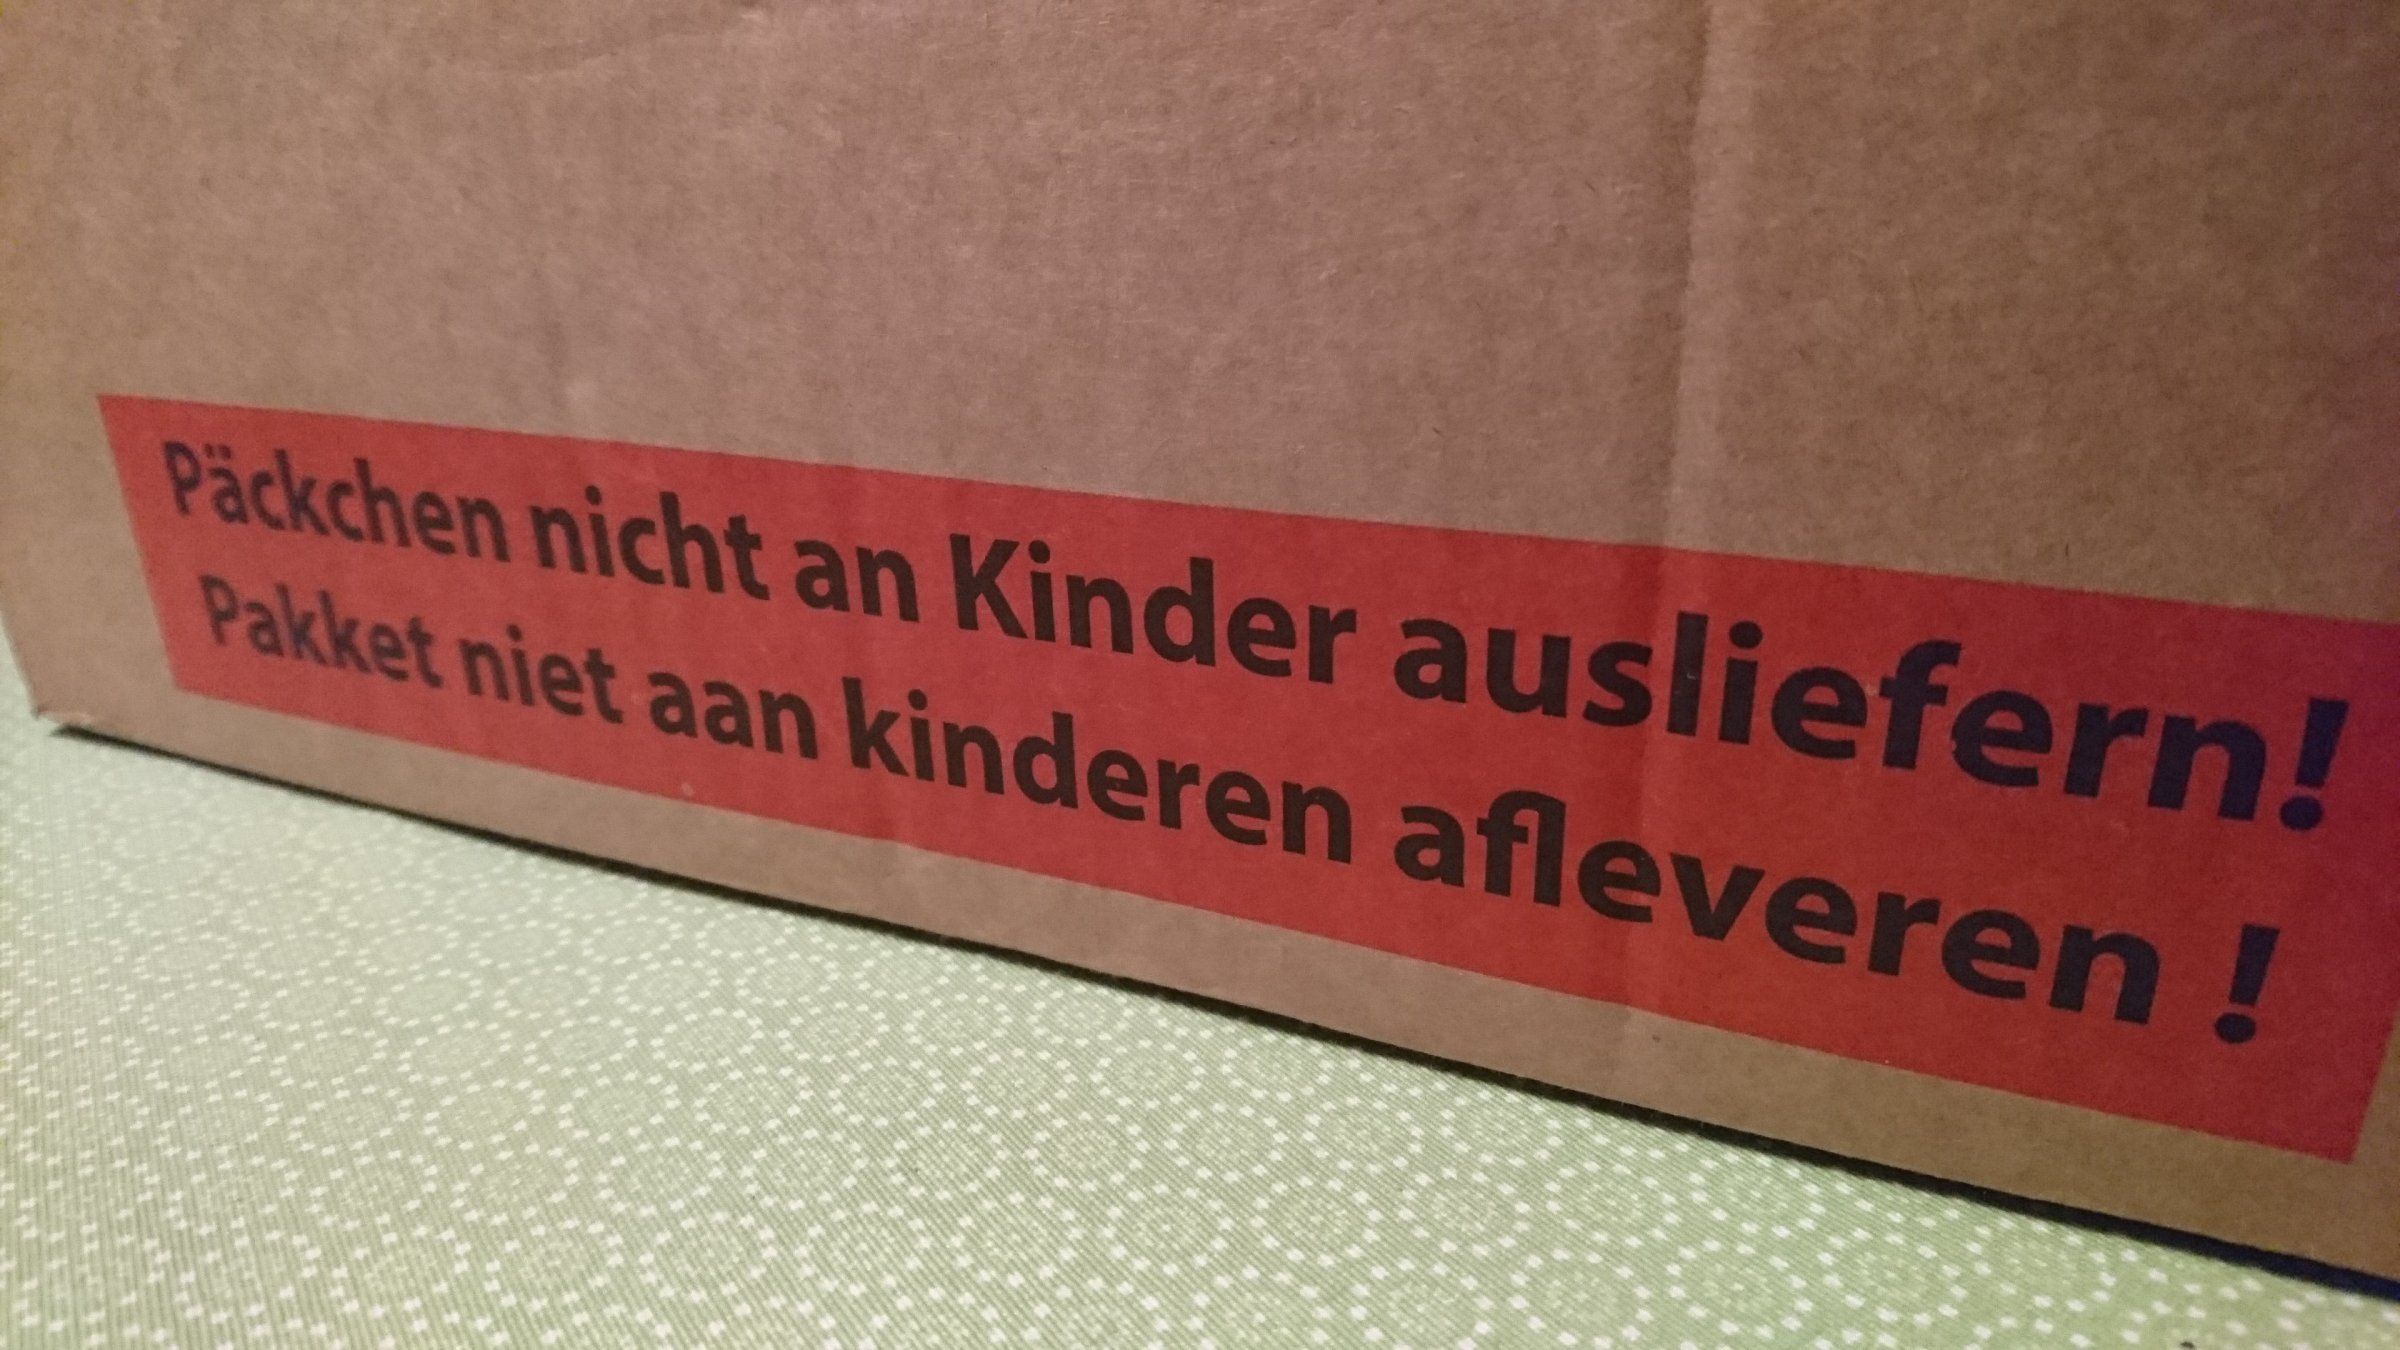 Päckchen nicht an Kinder ausliefern!
Pakket niet aan kinderen afleveren !